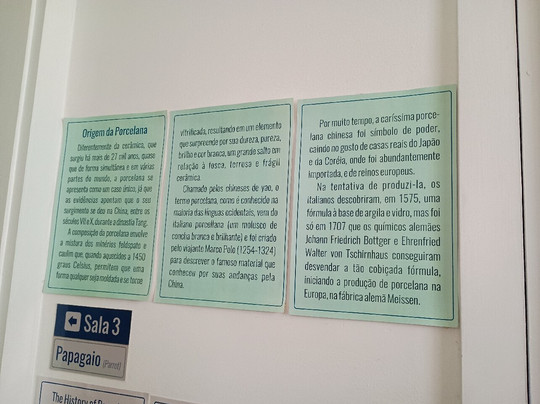 Origem da Porcelana
Diferentemente da cerâmica, que
surgiu há mais de 27 mil anos, quase
que de forma simultânea e em várias
partes do mundo, a porcelana se
apresenta como um caso único, já que
as evidências apontam que o seu
surgimento se deu na China, entre os
séculos VII e X, durante a dinastia Tang.
A composição da porcelana envolve
a mistura dos minérios feldspato e
caulim que, quando aquecidos a 1450
graus Celsius, permitem que uma
forma qualquer seja moldada e se torne
vitrificada, resultando em um elemento
que surpreende por sua dureza, pureza,
brilho e cor branca, um grande salto em
relação à fosca, terrosa e frágil
cerâmica.
Chamado pelos chineses de yao, o
termo porcelana, como é conhecida na
maioria das línguas ocidentais, vem do
italiano porcellana (um molusco de
concha branca e brilhante) e foi criado
pelo viajante Marco Polo (1254-1324)
para descrever o famoso material que
conheceu por suas andanças pela
China.
Por muito tempo, a caríssima porce-
lana chinesa foi símbolo de poder,
caindo no gosto de casas reais do Japão
e da Coréia, onde foi abundantemente
importada, e de reinos europeus.
Na tentativa de produzi-la, os
italianos descobriram, em 1575, uma
fórmula à base de argila e vidro, mas foi
só em 1707 que os químicos alemães
Johann Friedrich Bottger e Ehrenfried
Walter von Tschirnhaus conseguiram
desvendar a tão cobiçada fórmula,
iniciando a produção de porcelana na
Europa, na fábrica alemã Meissen.
Sala 3
Papagaio (Parrot)
The History of